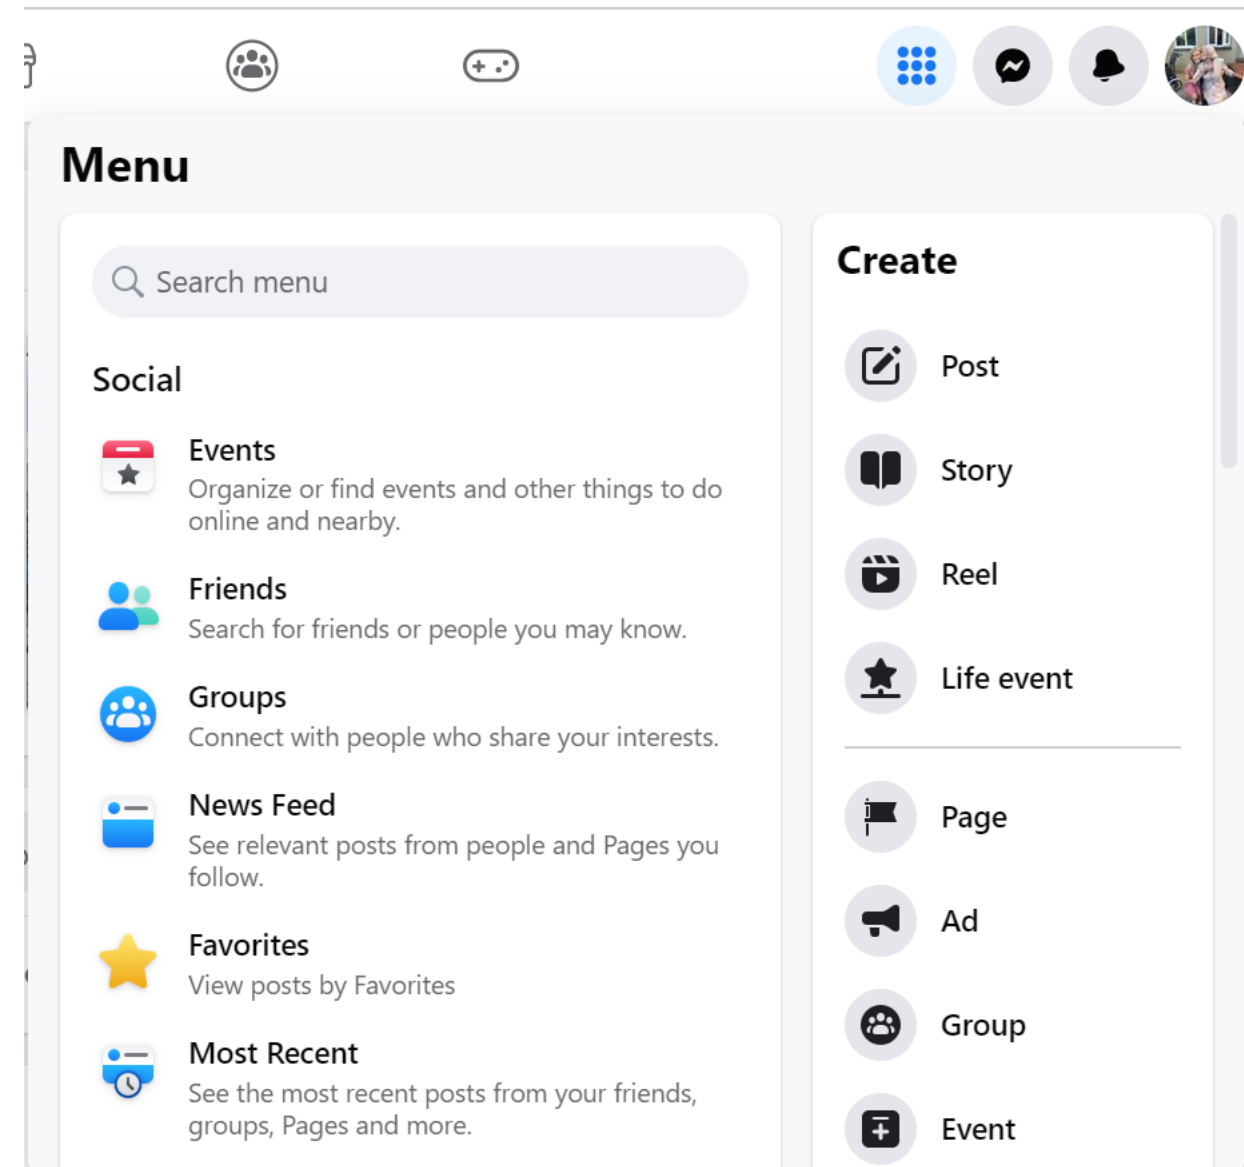 Menu
Search menu
Social
Events
Organize or find events and other things to do
online and nearby.
Friends
Search for friends or people you may know.
Groups
Connect with people who share your interests.
News Feed
See relevant posts from people and Pages you
follow.
Favorites
View posts by Favorites
Most Recent
See the most recent posts from your friends,
groups, Pages and more.
Create
Post
Story
Reel
Life event
Page
Ad
Group
Event